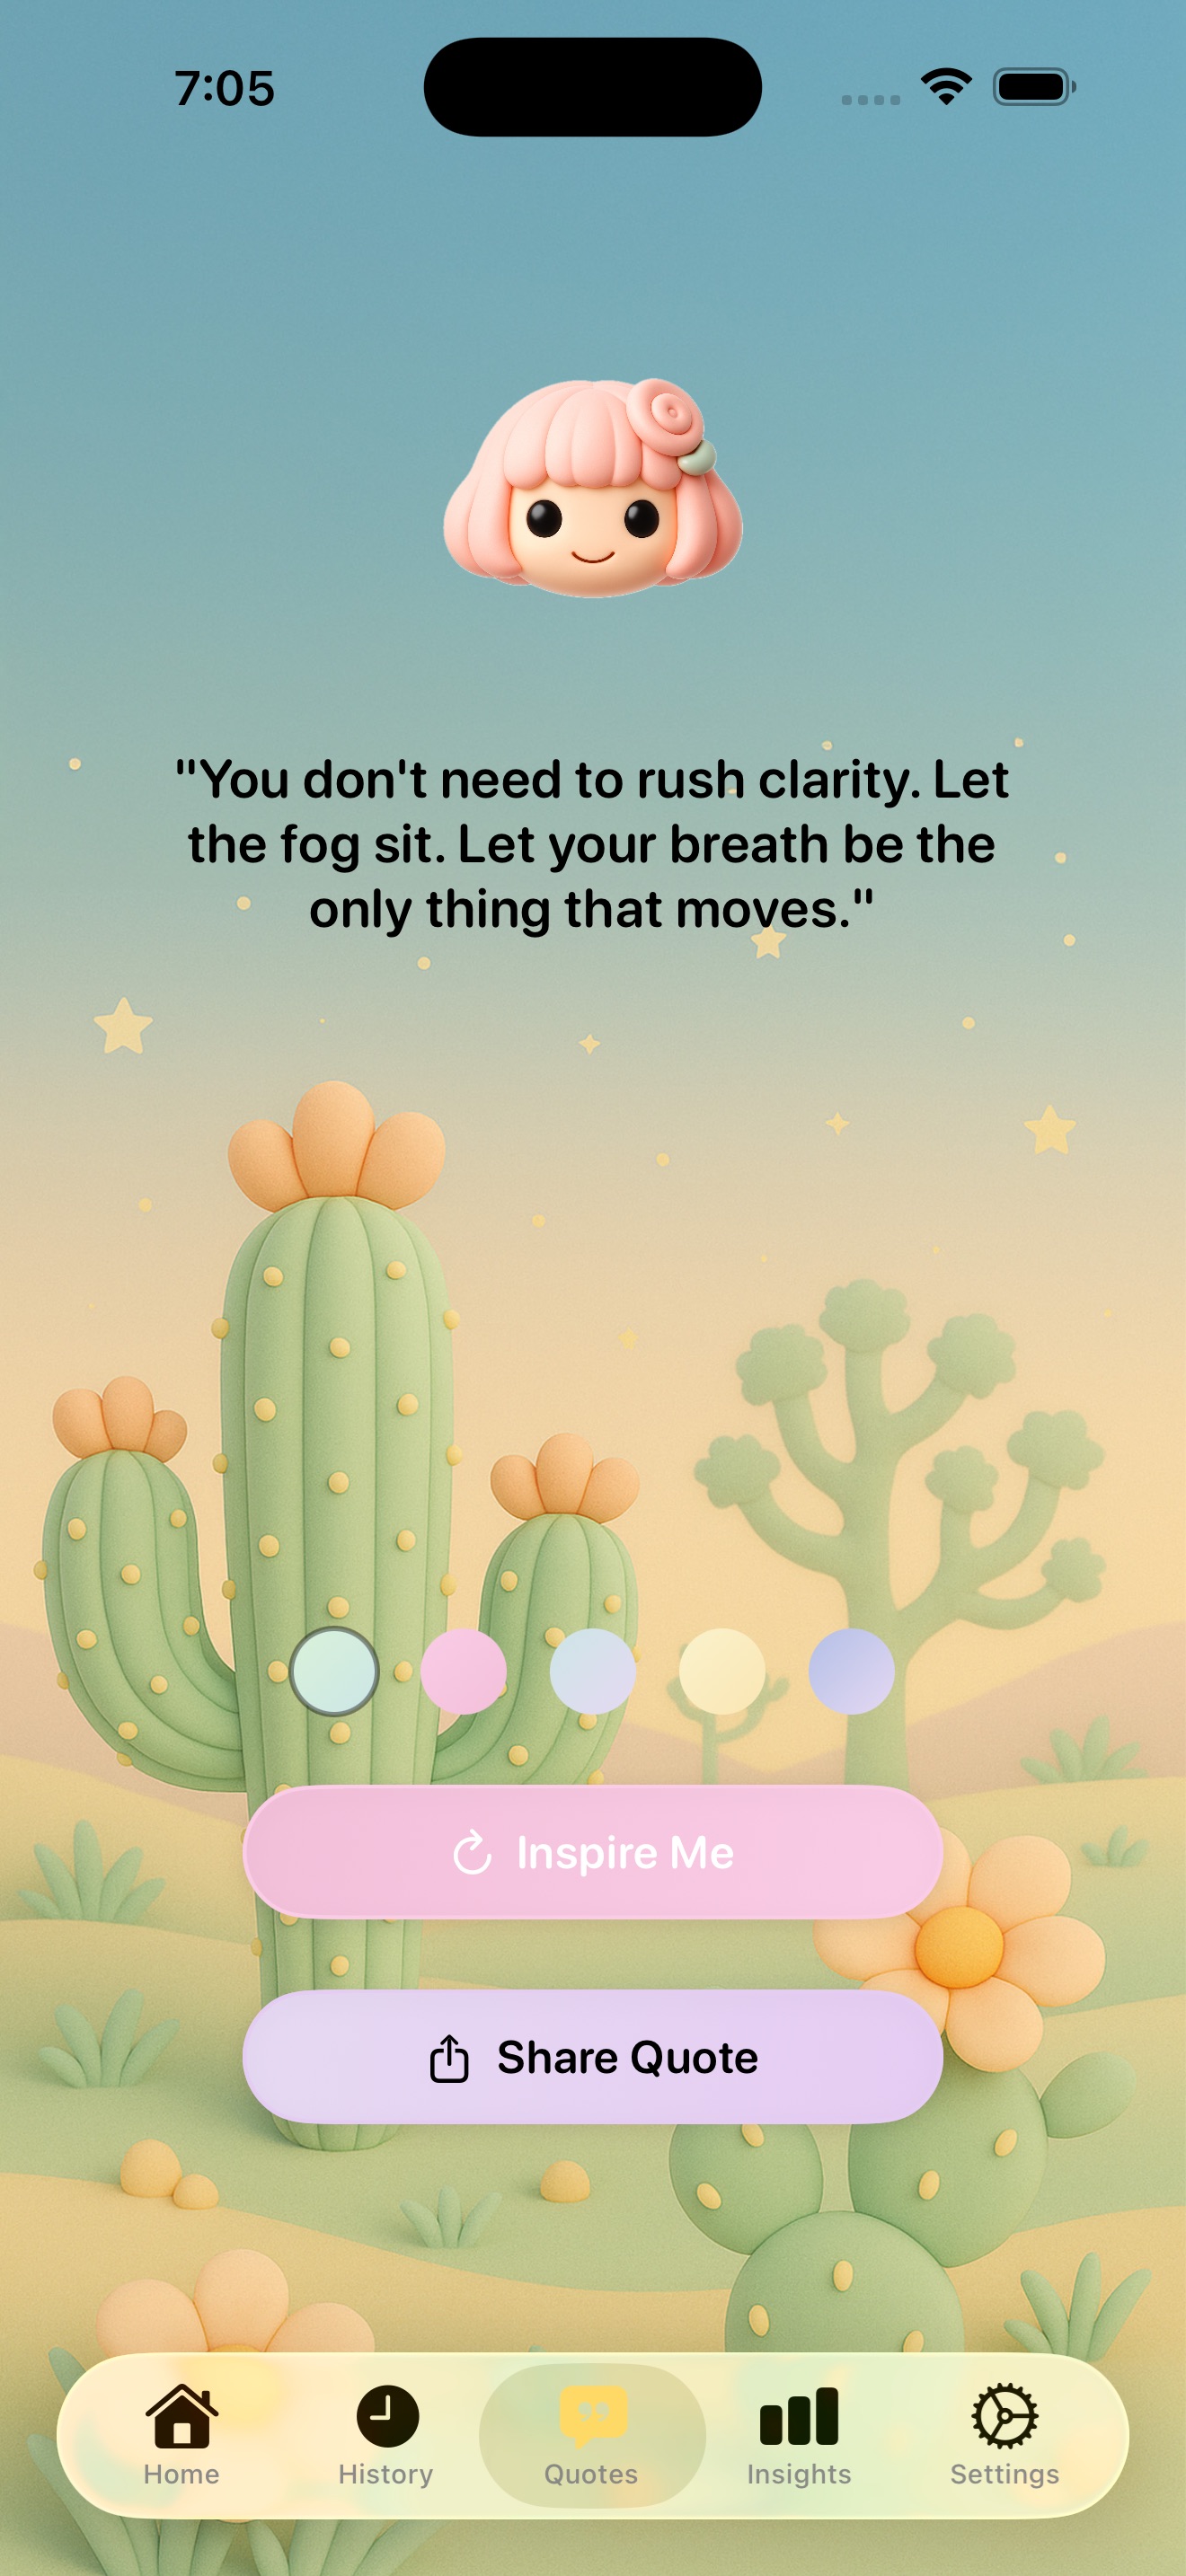 7:05
"You don't need to rush clarity. Let
the fog sit. Let your breath be the
only thing that moves."
Inspire Me
Share Quote
Home
History
Quotes
Insights
Settings